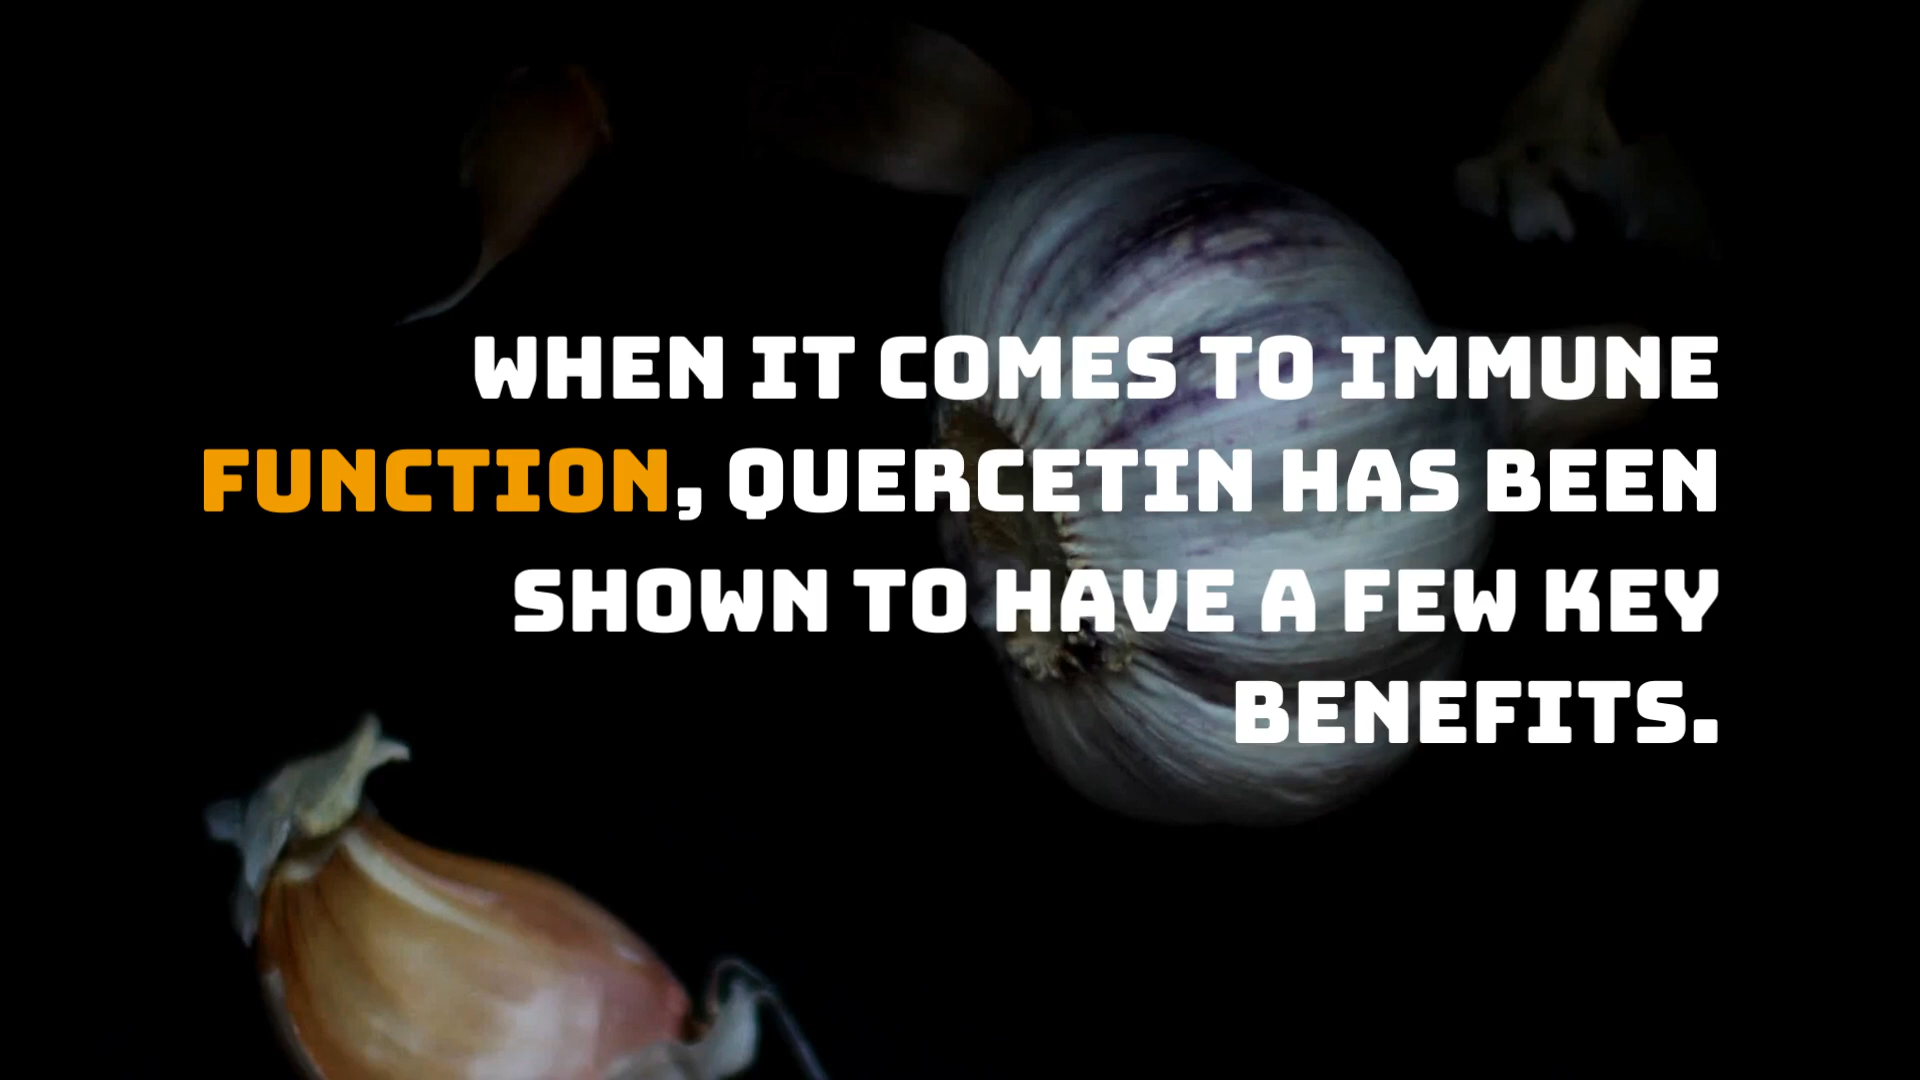 WHEN IT COMES TO IMMUNE
FUNCTION, QUERCETIN HAS BEEN
SHOWN TO HAVE A FEW KEY
BENEFITS.